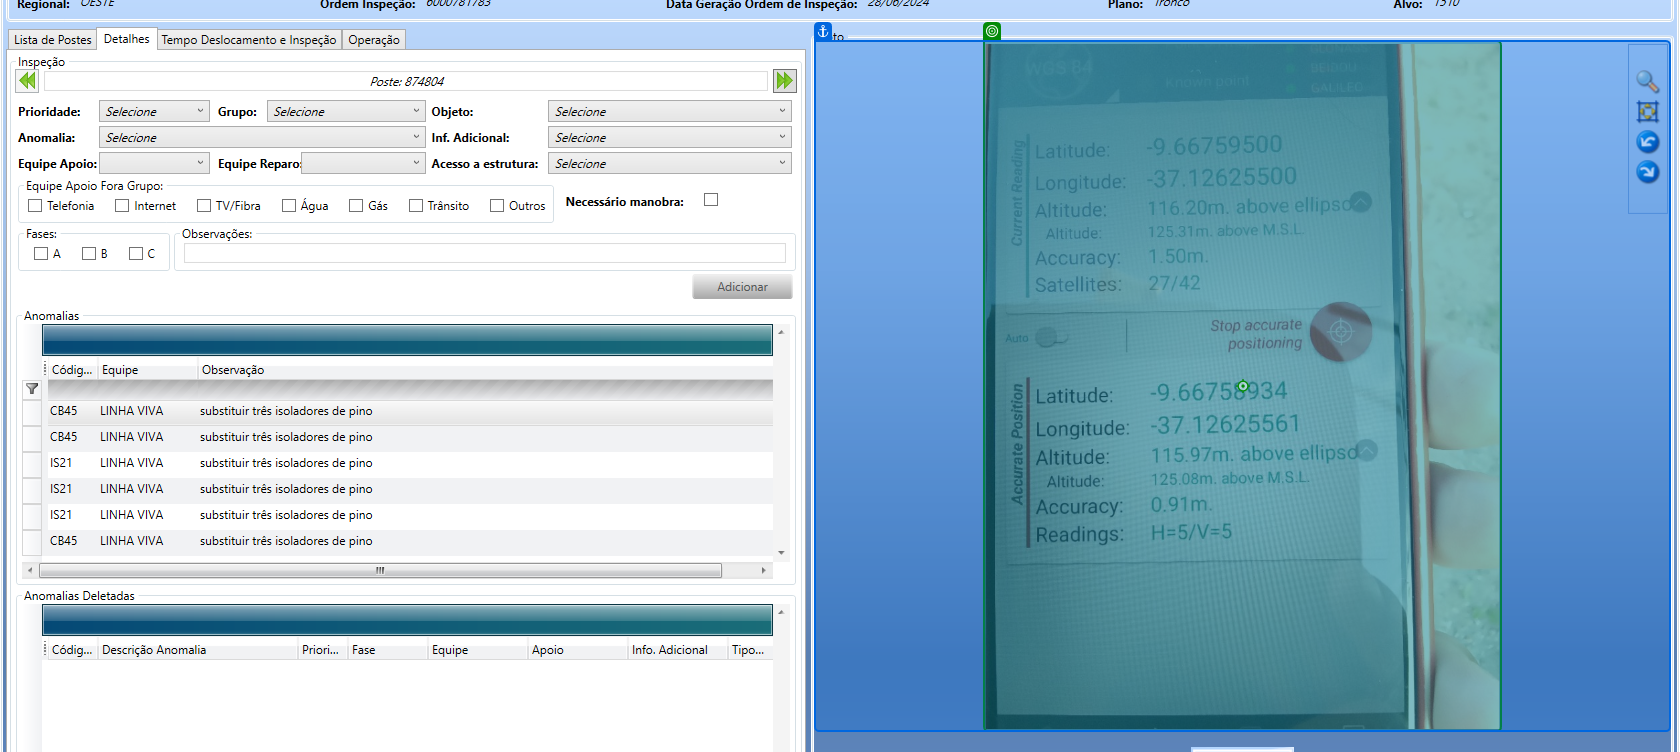 Regional: OESTE Ordem Inspeção: 6000781783 Data Geração Ordem de Inspeção: 28/06/2024 Plano: Tronco Alvo: 1510
Lista de Postes Detalhes Tempo Deslocamento e Inspeção Operação
Inspeção
Poste: 874804
Prioridade: Selecione Grupo: Selecione Objeto: Selecione
Anomalia: Selecione Inf. Adicional: Selecione
Equipe Apoio: Equipe Reparo: Acesso a estrutura: Selecione
Equipe Apoio Fora Grupo:
Telefonia Internet TV/Fibra Água Gás Trânsito Outros Necessário manobra:
Fases: Observações:
A B C
Adicionar
Anomalias
Códig... Equipe Observação
CB45 LINHA VIVA substituir três isoladores de pino
CB45 LINHA VIVA substituir três isoladores de pino
IS21 LINHA VIVA substituir três isoladores de pino
IS21 LINHA VIVA substituir três isoladores de pino
IS21 LINHA VIVA substituir três isoladores de pino
CB45 LINHA VIVA substituir três isoladores de pino
Anomalias Deletadas
Códig... Descrição Anomalia Priori... Fase Equipe Apoio Info. Adicional Tipo...
to
WGS 84
Known point
BEIDOU
GALILEO
Current Reading
Latitude: -9.66759500
Longitude: -37.12625500
Altitude: 116.20m. above ellipso
Altitude: 125.31m. above M.S.L.
Accuracy: 1.50m.
Satellites: 27/42
Auto
Stop accurate
positioning
Accurate Position
Latitude: -9.66758934
Longitude: -37.12625561
Altitude: 115.97m. above ellipso
Altitude: 125.08m. above M.S.L.
Accuracy: 0.91m.
Readings: H=5/V=5